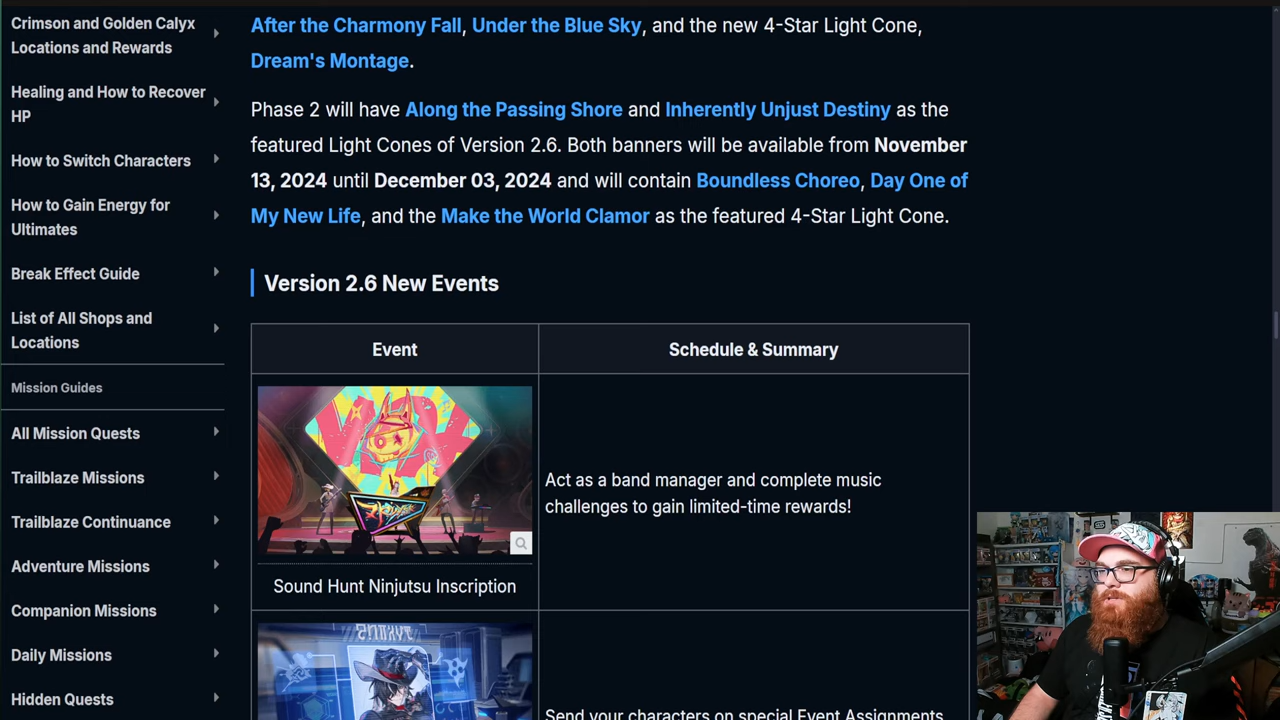 Crimson and Golden Calyx
Locations and Rewards
Healing and How to Recover
HP
How to Switch Characters
How to Gain Energy for
Ultimates
Break Effect Guide
List of All Shops and
Locations
Mission Guides
All Mission Quests
Trailblaze Missions
Trailblaze Continuance
Adventure Missions
Companion Missions
Daily Missions
Hidden Quests
After the Charmony Fall, Under the Blue Sky, and the new 4-Star Light Cone,
Dream's Montage.
Phase 2 will have Along the Passing Shore and Inherently Unjust Destiny as the
featured Light Cones of Version 2.6. Both banners will be available from November
13, 2024 until December 03, 2024 and will contain Boundless Choreo, Day One of
My New Life, and the Make the World Clamor as the featured 4-Star Light Cone.
Version 2.6 New Events
Event
Schedule & Summary
Act as a band manager and complete music
challenges to gain limited-time rewards!
Sound Hunt Ninjutsu Inscription
Send your characters on special Event Assignments